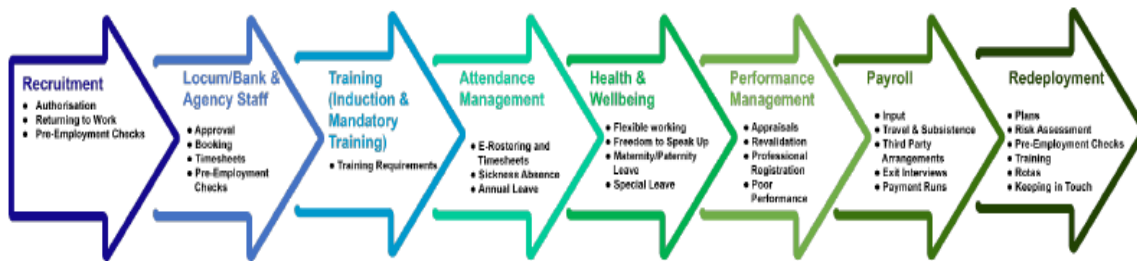 Recruitment
● Authorisation
● Returning to Work
● Pre-Employment Checks
Locum/Bank &
Agency Staff
● Approval
● Booking
● Timesheets
● Pre-Employment
Checks
Training
(Induction &
Mandatory
Training)
● Training Requirements
Attendance
Management
● E-Rostering and
Timesheets
● Sickness Absence
● Annual Leave
Health &
Wellbeing
● Flexible working
● Freedom to Speak Up
● Maternity/Paternity
Leave
● Special Leave
Performance
Management
● Appraisals
● Revalidation
● Professional
Registration
● Poor
Performance
Payroll
● Input
● Travel & Subsistence
● Third Party
Arrangements
● Exit Interviews
● Payment Runs
Redeployment
● Plans
● Risk Assessment
● Pre-Employment Checks
● Training
● Rotas
● Keeping in Touch